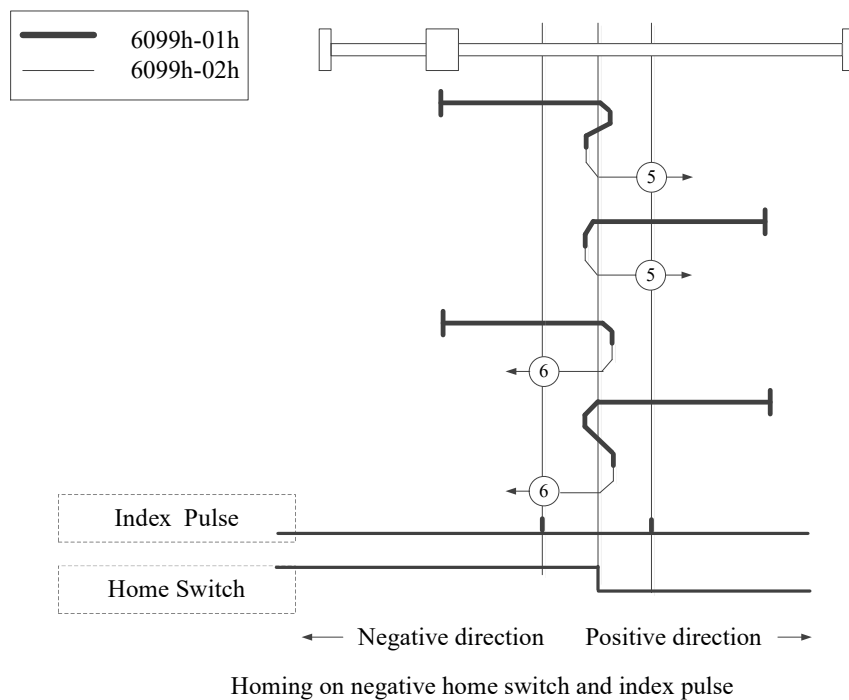 6099h-01h
6099h-02h
5
5
6
6
Index Pulse
Home Switch
Negative direction Positive direction
Homing on negative home switch and index pulse